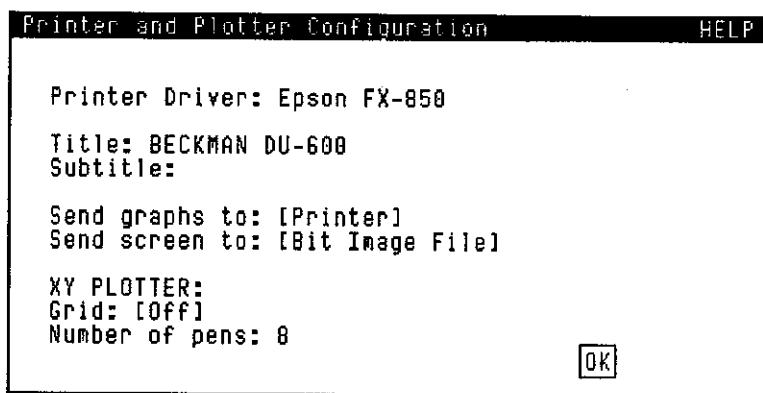 Printer and Plotter Configuration HELP
Printer Driver: Epson FX-850
Title: BECKMAN DU-600
Subtitle:
Send graphs to: [Printer]
Send screen to: [Bit Image File]
XY PLOTTER:
Grid: [Off]
Number of pens: 8
OK